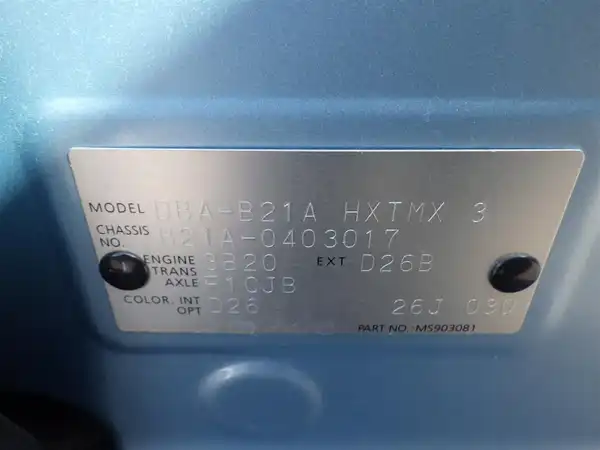 MODEL DBA-B21A HXTMX 3
CHASSIS NO. B21A-0403017
ENGINE 3B20 EXT D26B
TRANS AXLE F1CJB
COLOR. INT D26
OPT 26J 09D
PART NO. MS903081